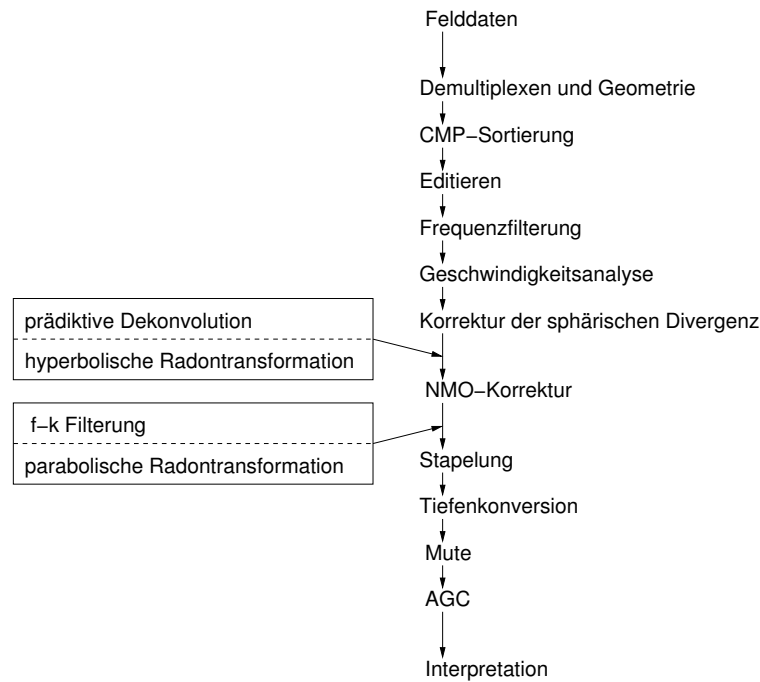 Felddaten
Demultiplexen und Geometrie
CMP−Sortierung
Editieren
Frequenzfilterung
Geschwindigkeitsanalyse
Korrektur der sphärischen Divergenz
prädiktive Dekonvolution
hyperbolische Radontransformation
NMO−Korrektur
f−k Filterung
parabolische Radontransformation
Stapelung
Tiefenkonversion
Mute
AGC
Interpretation